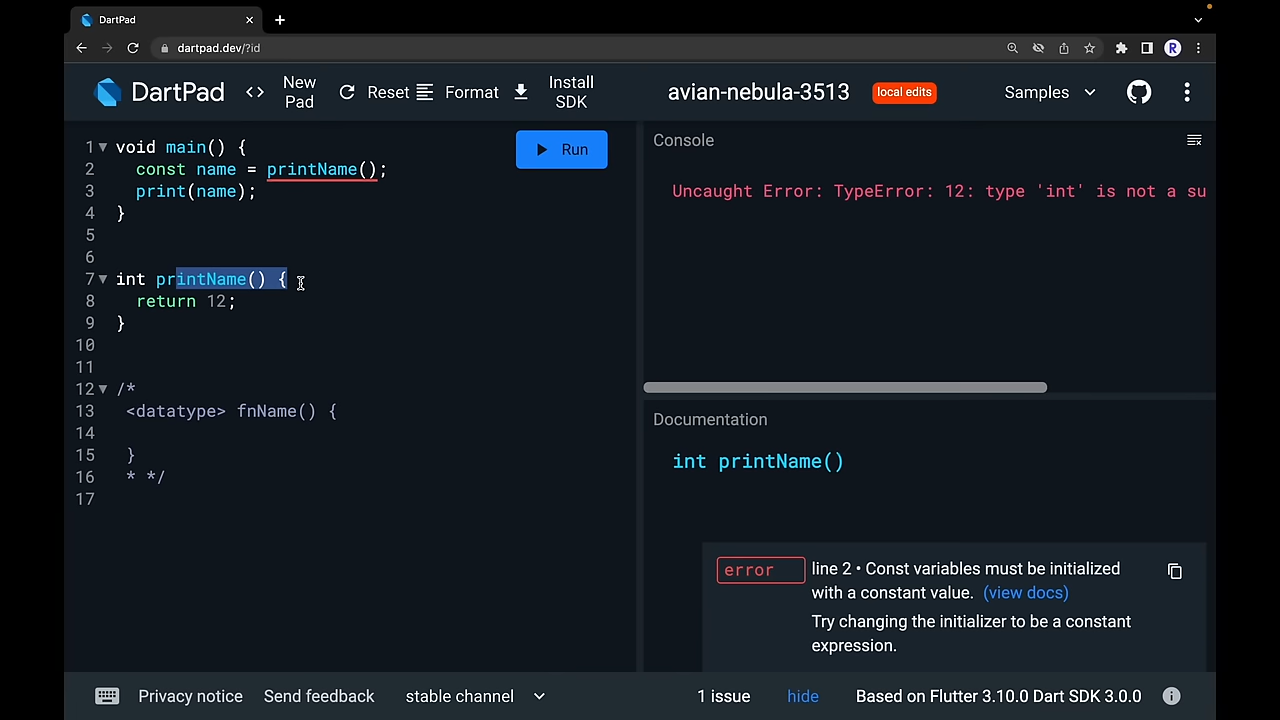 DartPad
dartpad.dev/?id
R
DartPad
<> New Pad
Reset
Format
Install SDK
avian-nebula-3513
local edits
Samples
1 void main() {
2 const name = printName();
3 print(name);
4 }
5
6
7 int printName() {
8 return 12;
9 }
10
11
12 /*
13 <datatype> fnName() {
14
15 }
16 * */
17
Run
Console
Uncaught Error: TypeError: 12: type 'int' is not a su
Documentation
int printName()
error
line 2 • Const variables must be initialized
with a constant value. (view docs)
Try changing the initializer to be a constant
expression.
Privacy notice
Send feedback
stable channel
1 issue
hide
Based on Flutter 3.10.0 Dart SDK 3.0.0